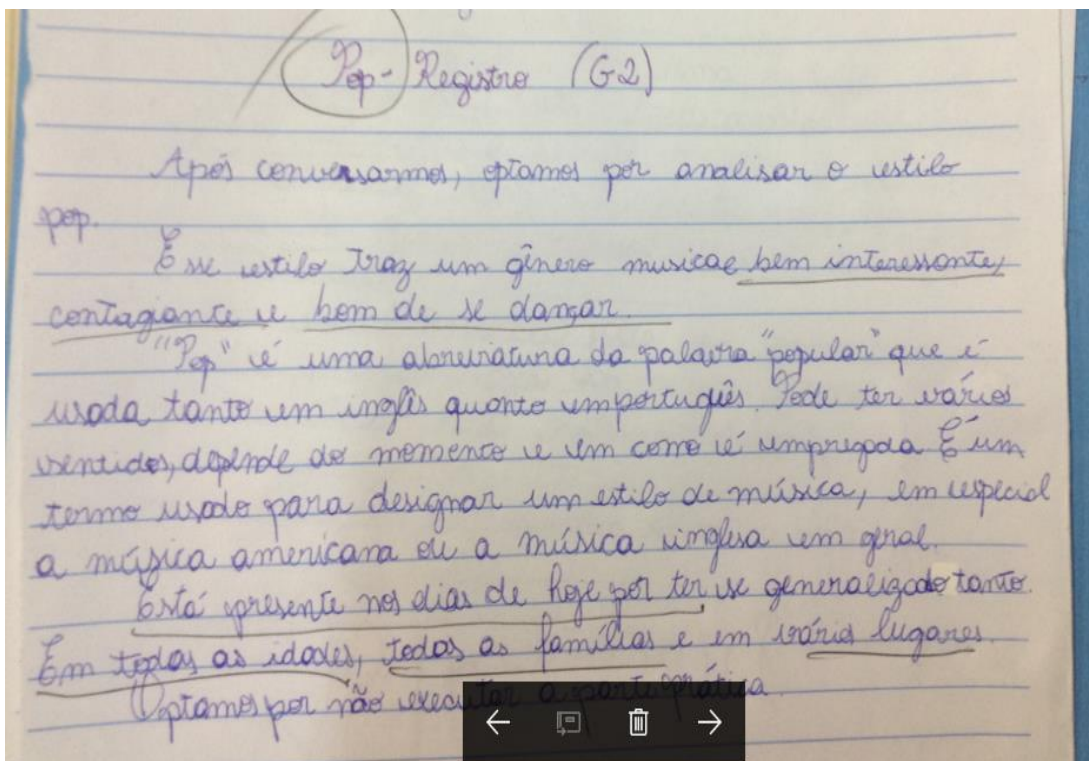 Pop - Registro (G2)
Após conversarmos, optamos por analisar o estilo
pop.
Esse estilo traz um gênero musical bem interessante,
contagiante e bom de se dançar.
"Pop" é uma abreviatura da palavra "popular" que é
usada tanto em inglês quanto em português. Pode ter vários
sentidos, depende do momento e em como é empregada. É um
termo usado para designar um estilo de música, em especial
a música americana ou a música inglesa em geral.
Está presente nos dias de hoje por ter se generalizado tanto.
Em todas as idades, todas as famílias e em vários lugares.
Optamos por não executar a parte prática.